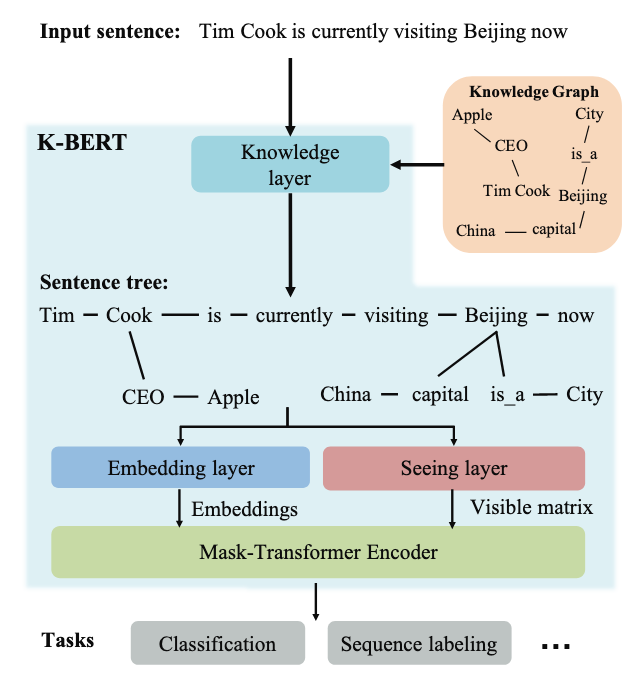 Input sentence: Tim Cook is currently visiting Beijing now
Knowledge Graph
Apple
City
CEO
is_a
Tim Cook
Beijing
China
capital
K-BERT
Knowledge
layer
Sentence tree:
Tim Cook is currently visiting Beijing now
CEO Apple
China capital is_a City
Embedding layer
Seeing layer
Embeddings
Visible matrix
Mask-Transformer Encoder
Tasks
Classification
Sequence labeling
...